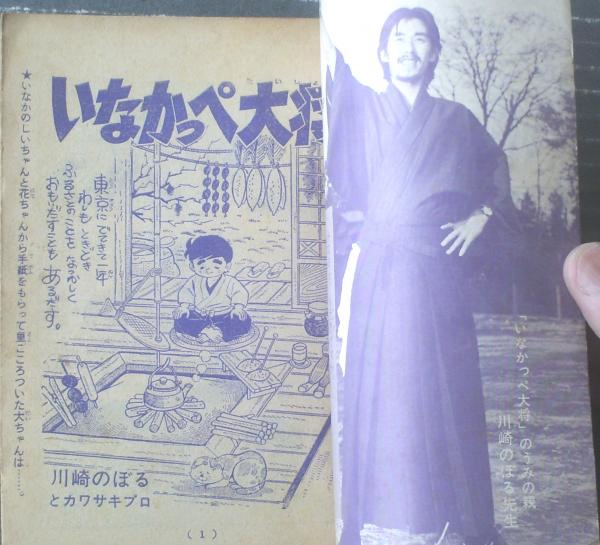 いなかっぺ大将
★いなかのじいちゃんと花ちゃんから手紙をもらって里ごころついた大ちゃんは……。
東京にでてきて一年
わしもときどき
ふるさとのことをなつかしく
おもいだすことも あるだす。
川崎のぼる
とカワサキプロ
(1)
「いなかっぺ大将」のうみの親
川崎のぼる先生